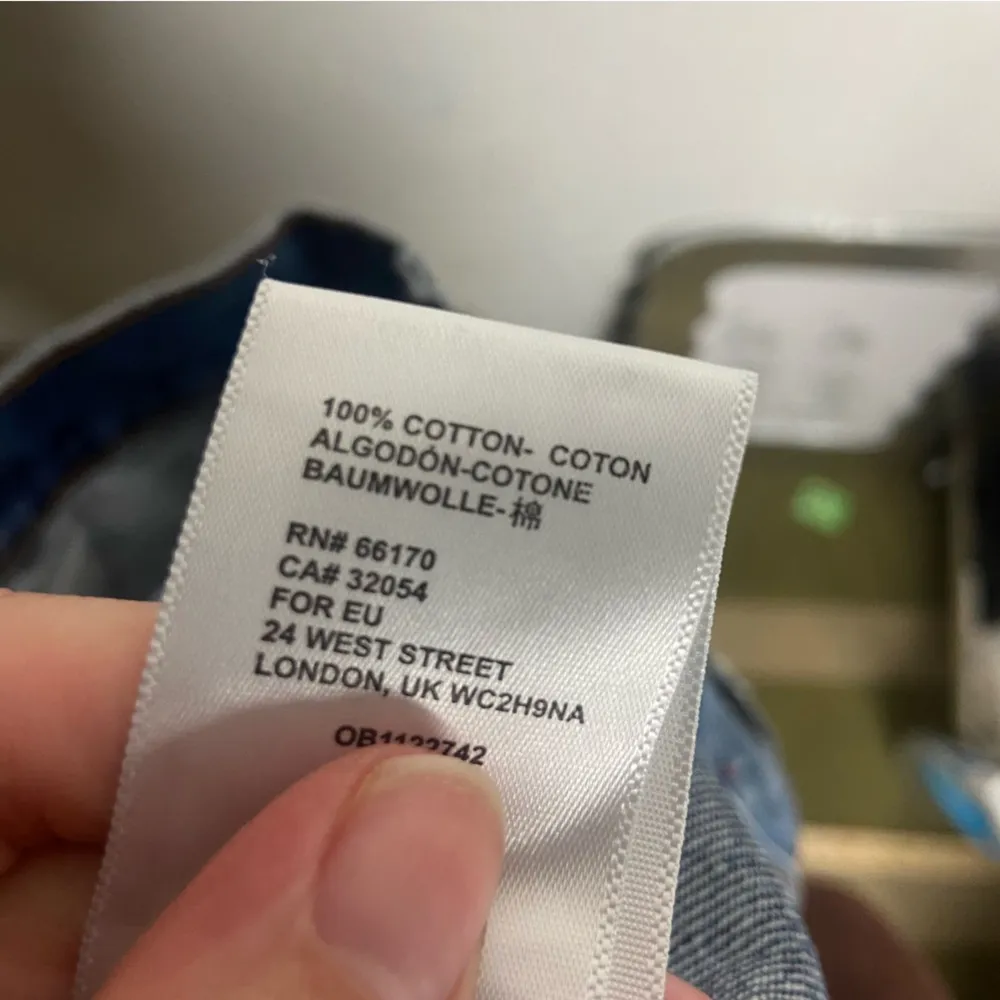 100% COTTON- COTON
ALGODÓN-COTONE
BAUMWOLLE-棉
RN# 66170
CA# 32054
FOR EU
24 WEST STREET
LONDON, UK WC2H9NA
OB1122742